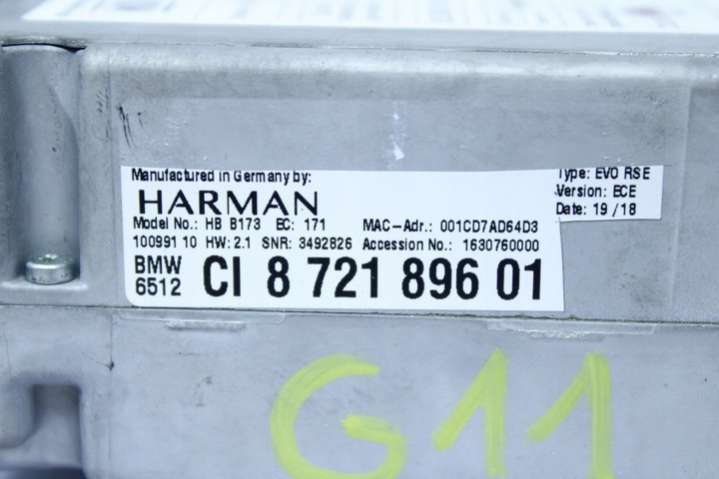 Manufactured in Germany by:
HARMAN
Type: EVO RSE
Version: ECE
Date: 19/18
Model No.: HB B173 EC: 171 MAC-Adr.: 001CD7AD64D3
100991 10 HW: 2.1 SNR: 3492826 Accession No.: 1630760000
BMW
6512
CI 8 721 896 01
G11